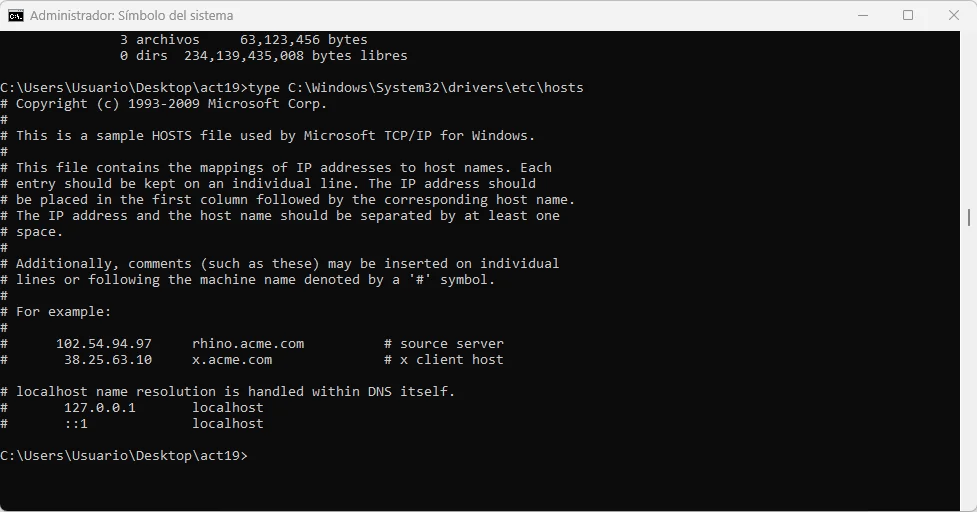 Administrador: Símbolo del sistema
3 archivos     63,123,456 bytes
0 dirs  234,139,435,008 bytes libres
C:\Users\Usuario\Desktop\act19>type C:\Windows\System32\drivers\etc\hosts
# Copyright (c) 1993-2009 Microsoft Corp.
#
# This is a sample HOSTS file used by Microsoft TCP/IP for Windows.
#
# This file contains the mappings of IP addresses to host names. Each
# entry should be kept on an individual line. The IP address should
# be placed in the first column followed by the corresponding host name.
# The IP address and the host name should be separated by at least one
# space.
#
# Additionally, comments (such as these) may be inserted on individual
# lines or following the machine name denoted by a '#' symbol.
#
# For example:
#
#      102.54.94.97     rhino.acme.com          # source server
#       38.25.63.10     x.acme.com              # x client host
# localhost name resolution is handled within DNS itself.
#       127.0.0.1       localhost
#       ::1             localhost
C:\Users\Usuario\Desktop\act19>